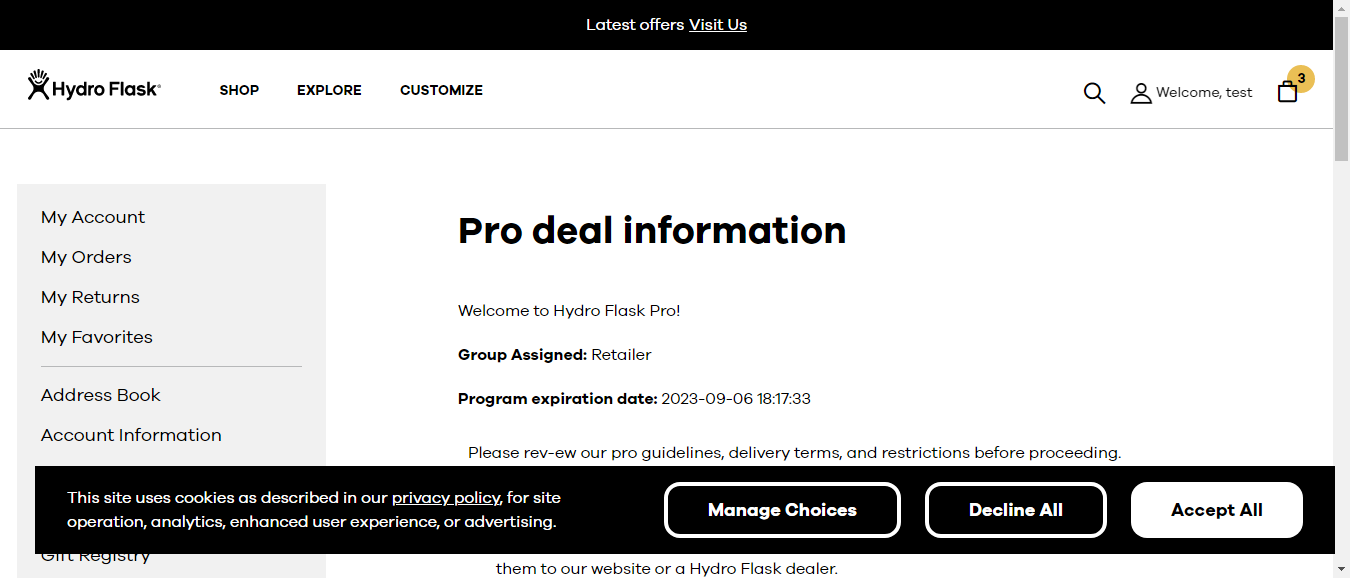 Latest offers Visit Us
Hydro Flask
SHOP EXPLORE CUSTOMIZE
Welcome, test
3
My Account
My Orders
My Returns
My Favorites
Address Book
Account Information
Gift Registry
Pro deal information
Welcome to Hydro Flask Pro!
Group Assigned: Retailer
Program expiration date: 2023-09-06 18:17:33
Please rev-ew our pro guidelines, delivery terms, and restrictions before proceeding.
them to our website or a Hydro Flask dealer.
This site uses cookies as described in our privacy policy, for site
operation, analytics, enhanced user experience, or advertising.
Manage Choices
Decline All
Accept All